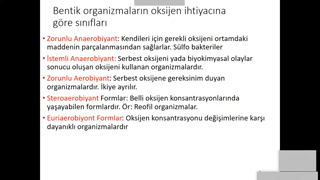 Bentik organizmaların oksijen ihtiyacına
göre sınıfları
• Zorunlu Anaerobiyant: Kendileri için gerekli oksijeni ortamdaki
maddenin parçalanmasından sağlarlar. Sülfo bakteriler
• İstemli Anaerobiyant: Serbest oksijeni yada biyokimyasal olaylar
sonucu oluşan oksijeni kullanan organizmalardır.
• Zorunlu Aerobiyant: Serbest oksijene gereksinim duyan
organizmalardır. İkiye ayrılır.
• Steroaerobiyant Formlar: Belli oksijen konsantrasyonlarında
yaşayabilen formlardır. Ör: Reofil organizmalar.
• Euriaerobiyont Formlar: Oksijen konsantrasyonu değişimlerine karşı
dayanıklı organizmalardır